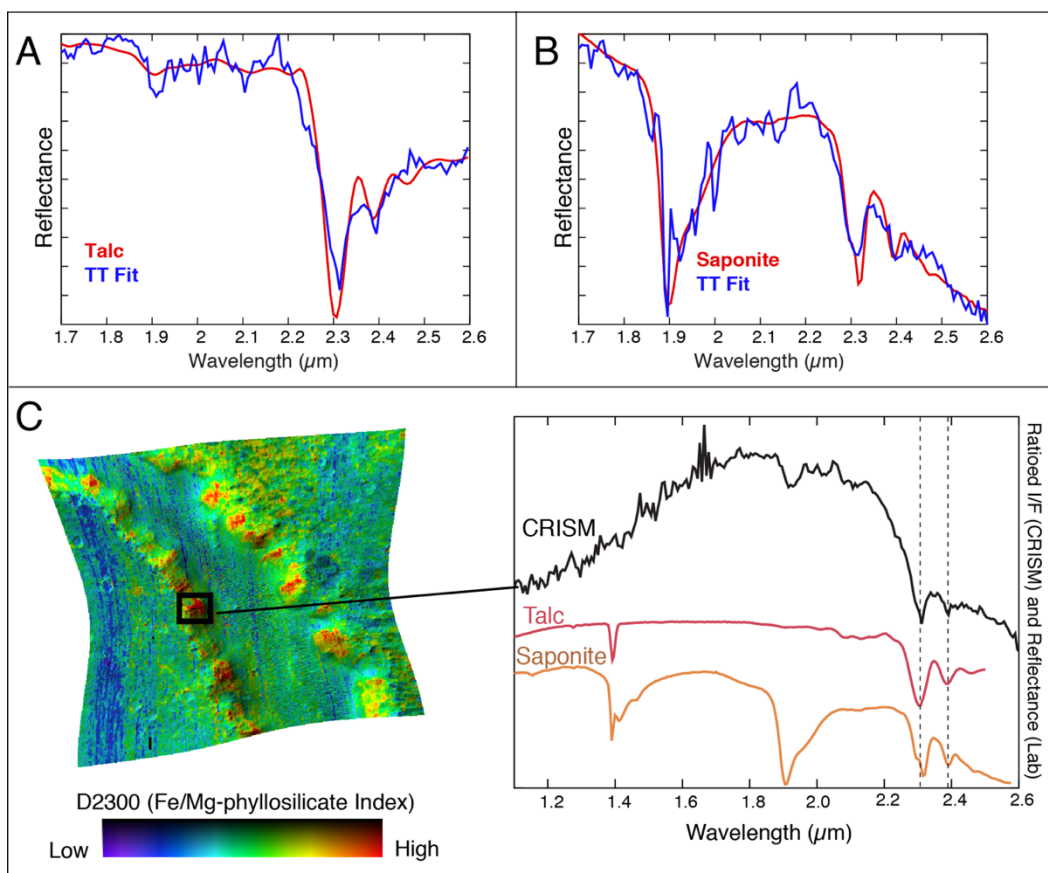 A
Reflectance
Talc
TT Fit
1.7 1.8 1.9 2 2.1 2.2 2.3 2.4 2.5 2.6
Wavelength (µm)
B
Reflectance
Saponite
TT Fit
1.7 1.8 1.9 2 2.1 2.2 2.3 2.4 2.5 2.6
Wavelength (µm)
C
D2300 (Fe/Mg-phyllosilicate Index)
Low
High
CRISM
Talc
Saponite
1.2 1.4 1.6 1.8 2.0 2.2 2.4 2.6
Wavelength (µm)
Ratioed I/F (CRISM) and Reflectance (Lab)